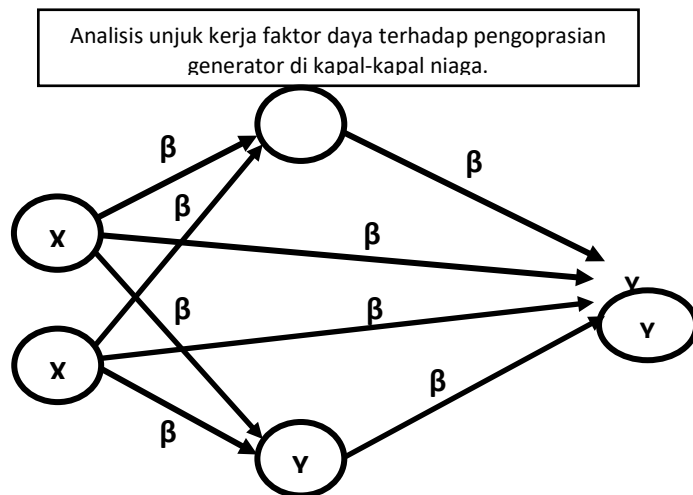 Analisis unjuk kerja faktor daya terhadap pengoprasian
generator di kapal-kapal niaga.
β
β
β
X
β
Y
β
β
Y
X
β
β
Y